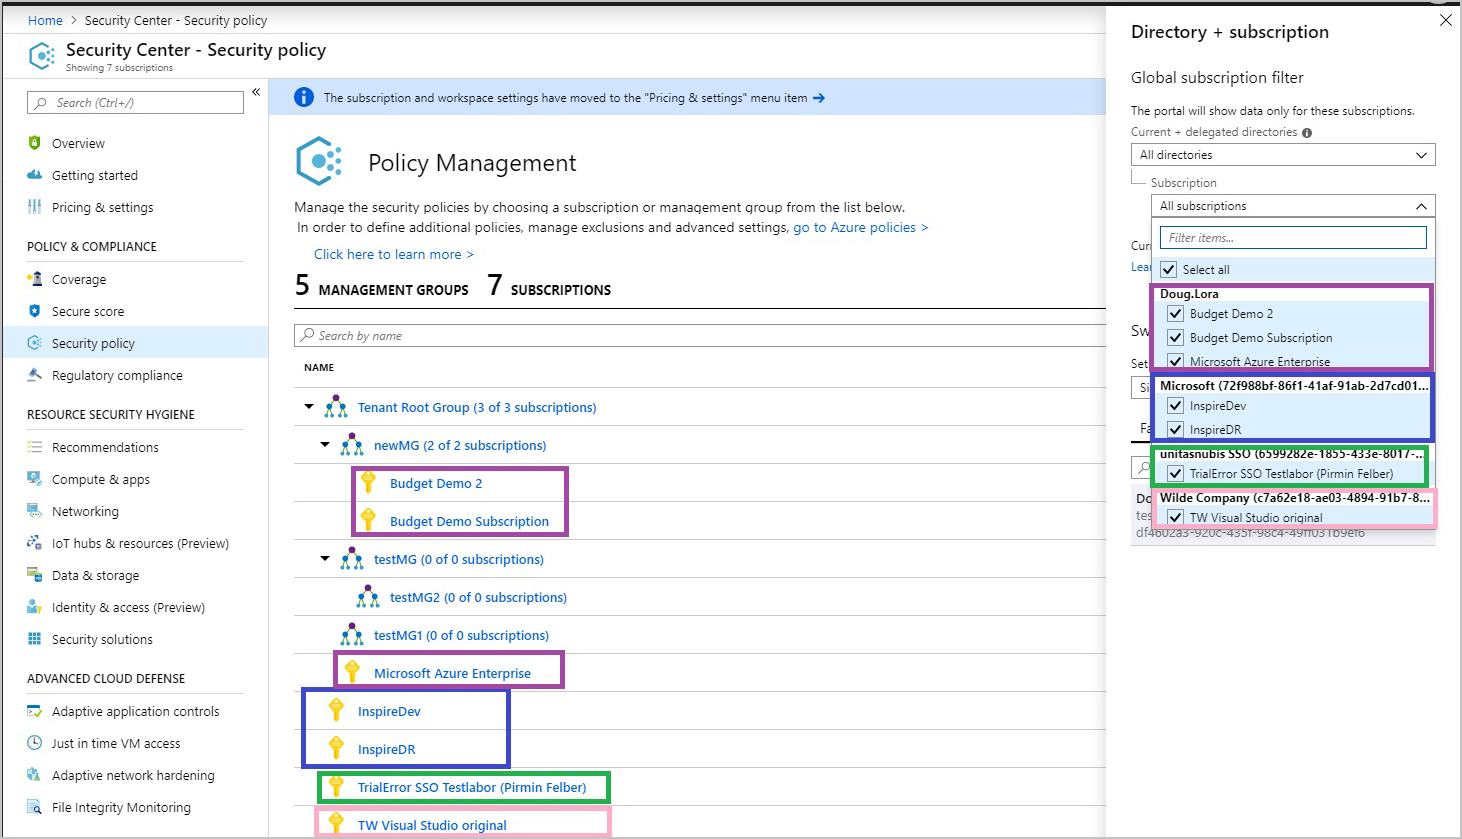 Home > Security Center - Security policy
Security Center - Security policy
Showing 7 subscriptions
Search (Ctrl+/)
«
Overview
Getting started
Pricing & settings
POLICY & COMPLIANCE
Coverage
Secure score
Security policy
Regulatory compliance
RESOURCE SECURITY HYGIENE
Recommendations
Compute & apps
Networking
IoT hubs & resources (Preview)
Data & storage
Identity & access (Preview)
Security solutions
ADVANCED CLOUD DEFENSE
Adaptive application controls
Just in time VM access
Adaptive network hardening
File Integrity Monitoring
The subscription and workspace settings have moved to the "Pricing & settings" menu item →
Policy Management
Manage the security policies by choosing a subscription or management group from the list below.
In order to define additional policies, manage exclusions and advanced settings, go to Azure policies >
Click here to learn more >
5 MANAGEMENT GROUPS 7 SUBSCRIPTIONS
Search by name
NAME
Tenant Root Group (3 of 3 subscriptions)
newMG (2 of 2 subscriptions)
Budget Demo 2
Budget Demo Subscription
testMG (0 of 0 subscriptions)
testMG2 (0 of 0 subscriptions)
testMG1 (0 of 0 subscriptions)
Microsoft Azure Enterprise
InspireDev
InspireDR
TrialError SSO Testlabor (Pirmin Felber)
TW Visual Studio original
Directory + subscription
Global subscription filter
The portal will show data only for these subscriptions.
Current + delegated directories
All directories
Subscription
All subscriptions
Filter items...
Select all
Doug.Lora
Budget Demo 2
Budget Demo Subscription
Microsoft Azure Enterprise
Microsoft (72f988bf-86f1-41af-91ab-2d7cd01...
InspireDev
InspireDR
unitasnubis SSO (6599282e-1855-433e-8017-...
TrialError SSO Testlabor (Pirmin Felber)
Wilde Company (c7a62e18-ae03-4894-91b7-8...
TW Visual Studio original
Curr
Lear
Sw
Set
Si
Fa
Do
tes
df4602a3-920c-435f-98c4-49ff031b9ef6